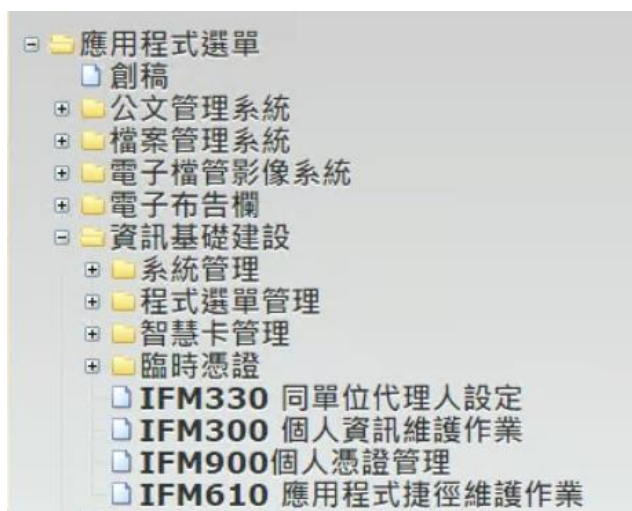 應用程式選單
創稿
公文管理系統
檔案管理系統
電子檔管影像系統
電子布告欄
資訊基礎建設
系統管理
程式選單管理
智慧卡管理
臨時憑證
IFM330 同單位代理人設定
IFM300 個人資訊維護作業
IFM900個人憑證管理
IFM610 應用程式捷徑維護作業